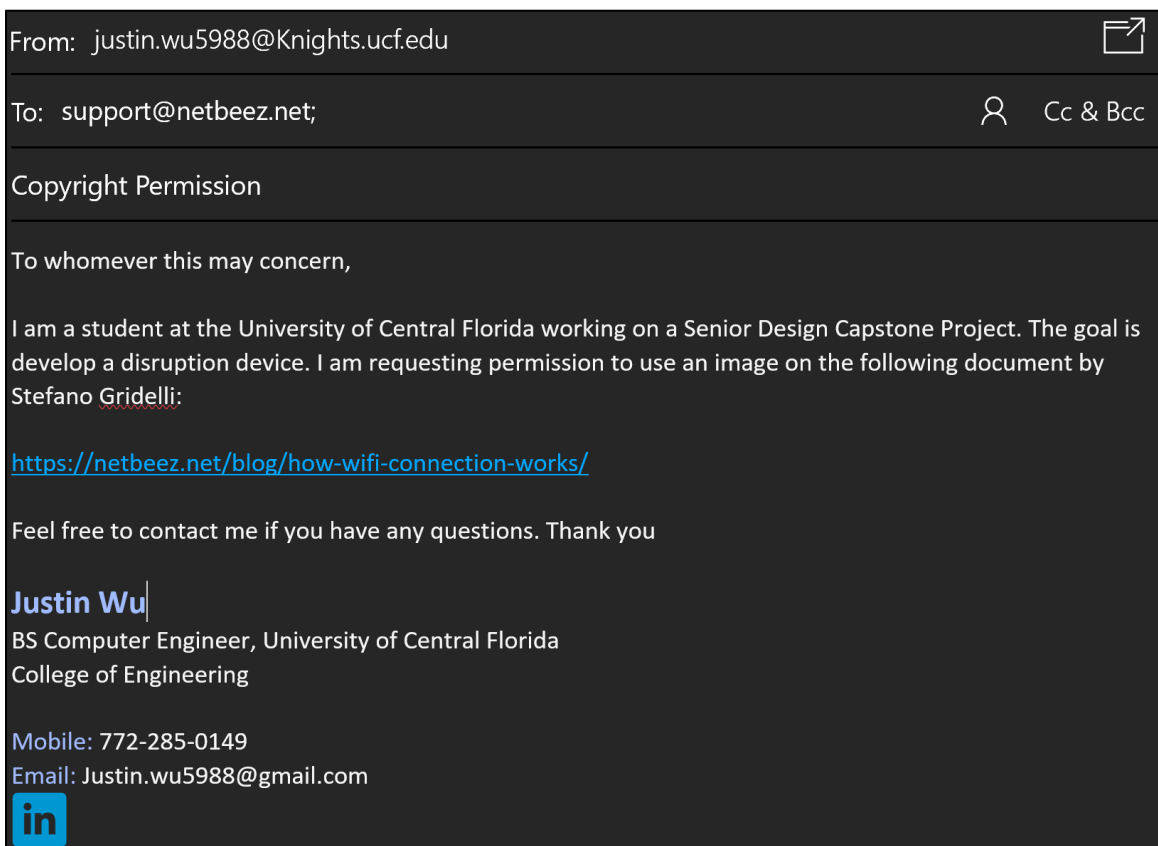 From: justin.wu5988@Knights.ucf.edu
To: support@netbeez.net; Cc & Bcc
Copyright Permission
To whomever this may concern,
I am a student at the University of Central Florida working on a Senior Design Capstone Project. The goal is
develop a disruption device. I am requesting permission to use an image on the following document by
Stefano Gridelli:
https://netbeez.net/blog/how-wifi-connection-works/
Feel free to contact me if you have any questions. Thank you
Justin Wu
BS Computer Engineer, University of Central Florida
College of Engineering
Mobile: 772-285-0149
Email: Justin.wu5988@gmail.com
in